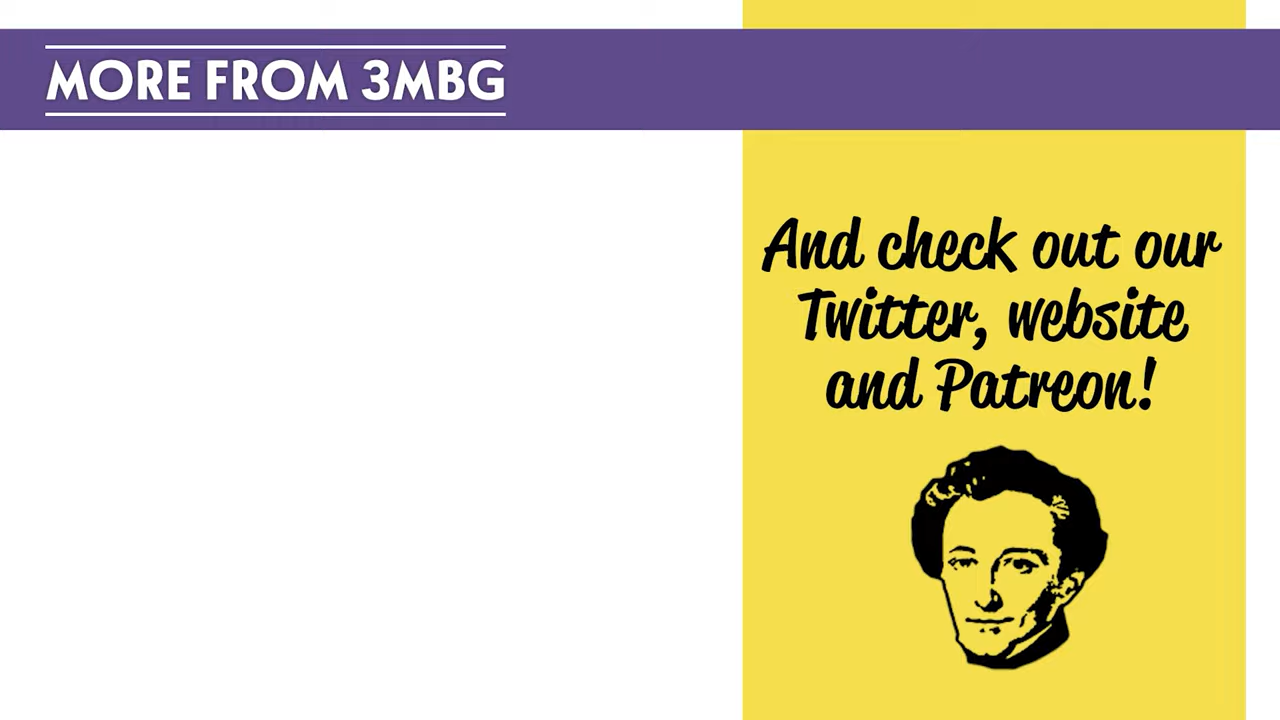 MORE FROM 3MBG
And check out our
Twitter, website
and Patreon!